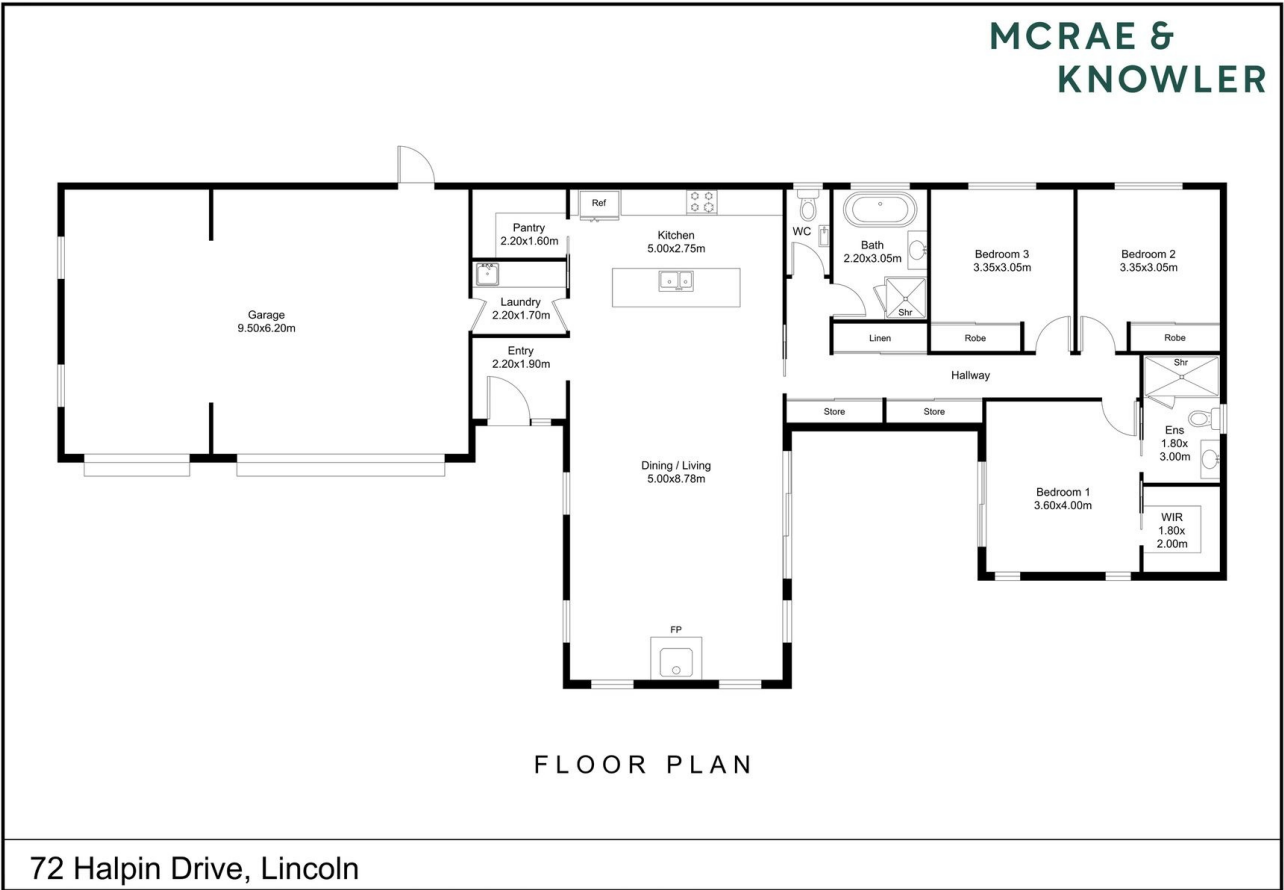 MCRAE &
KNOWLER
Garage
9.50x6.20m
Pantry
2.20x1.60m
Laundry
2.20x1.70m
Entry
2.20x1.90m
Ref
Kitchen
5.00x2.75m
Dining / Living
5.00x8.78m
FP
WC
Bath
2.20x3.05m
Shr
Linen
Bedroom 3
3.35x3.05m
Robe
Bedroom 2
3.35x3.05m
Robe
Hallway
Store
Store
Shr
Ens
1.80x
3.00m
Bedroom 1
3.60x4.00m
WIR
1.80x
2.00m
FLOOR PLAN
72 Halpin Drive, Lincoln